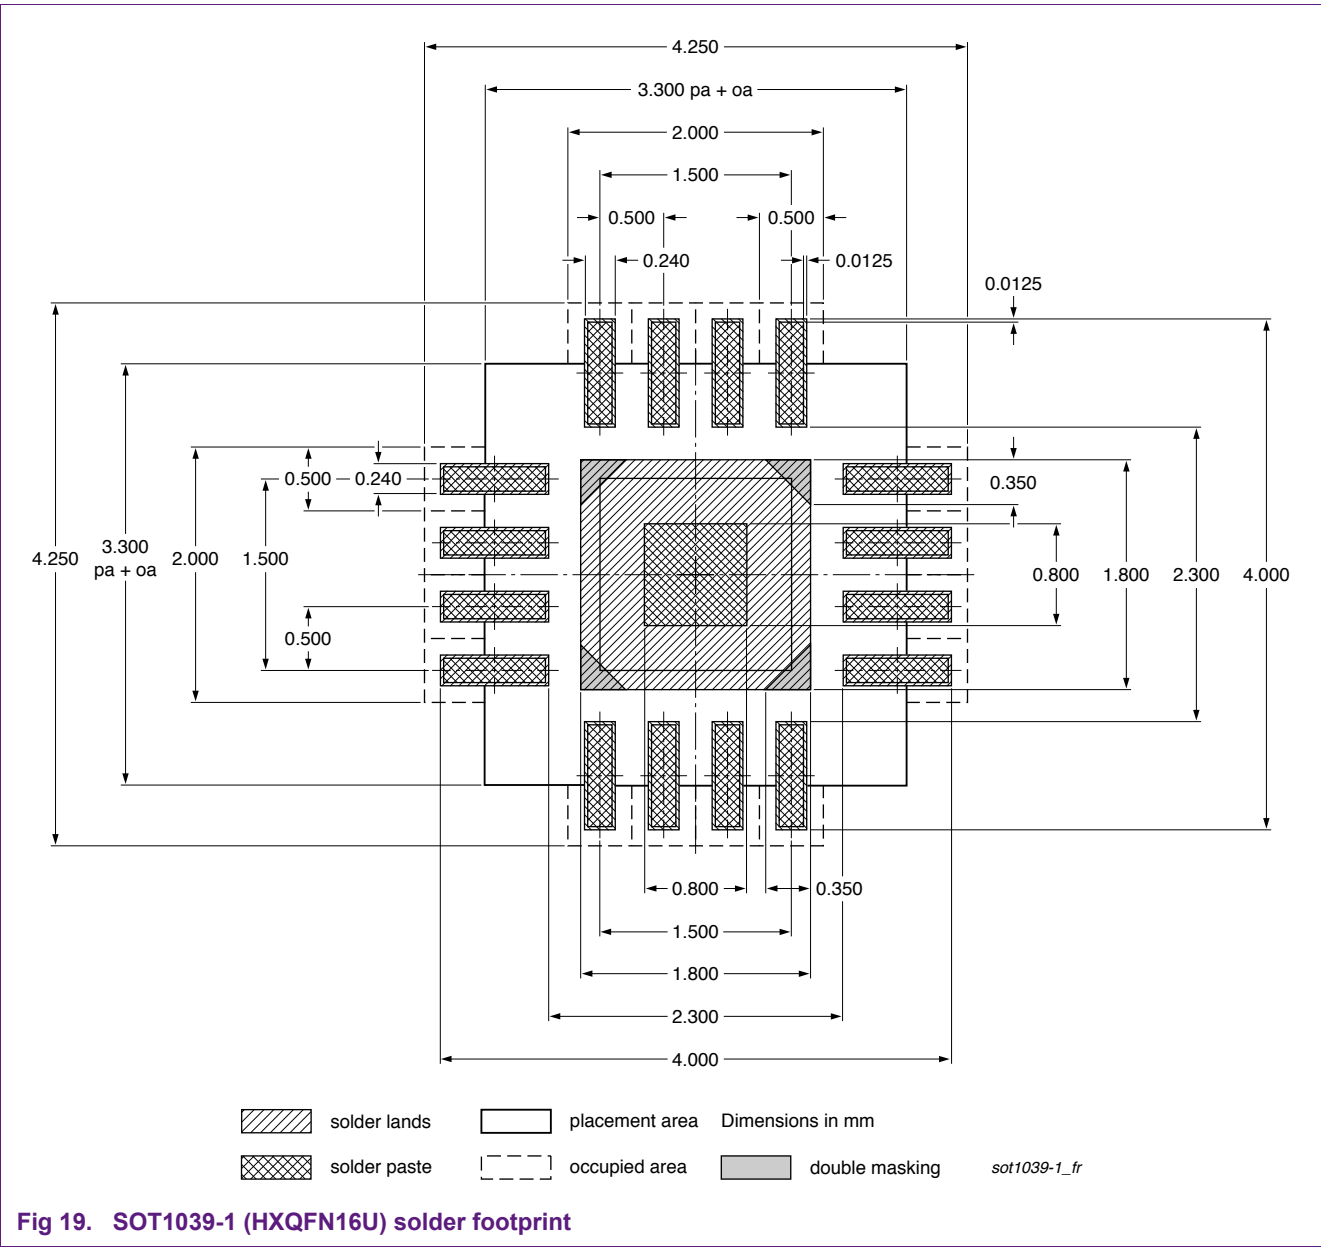 4.250
3.300 pa + oa
2.000
1.500
0.500 0.500
0.240 0.0125
0.0125
0.500 0.240
0.350
4.250 3.300 pa + oa 2.000 1.500
0.800 1.800 2.300 4.000
0.500
0.800 0.350
1.500
1.800
2.300
4.000
solder lands placement area Dimensions in mm
solder paste occupied area double masking sot1039-1_fr
Fig 19. SOT1039-1 (HXQFN16U) solder footprint